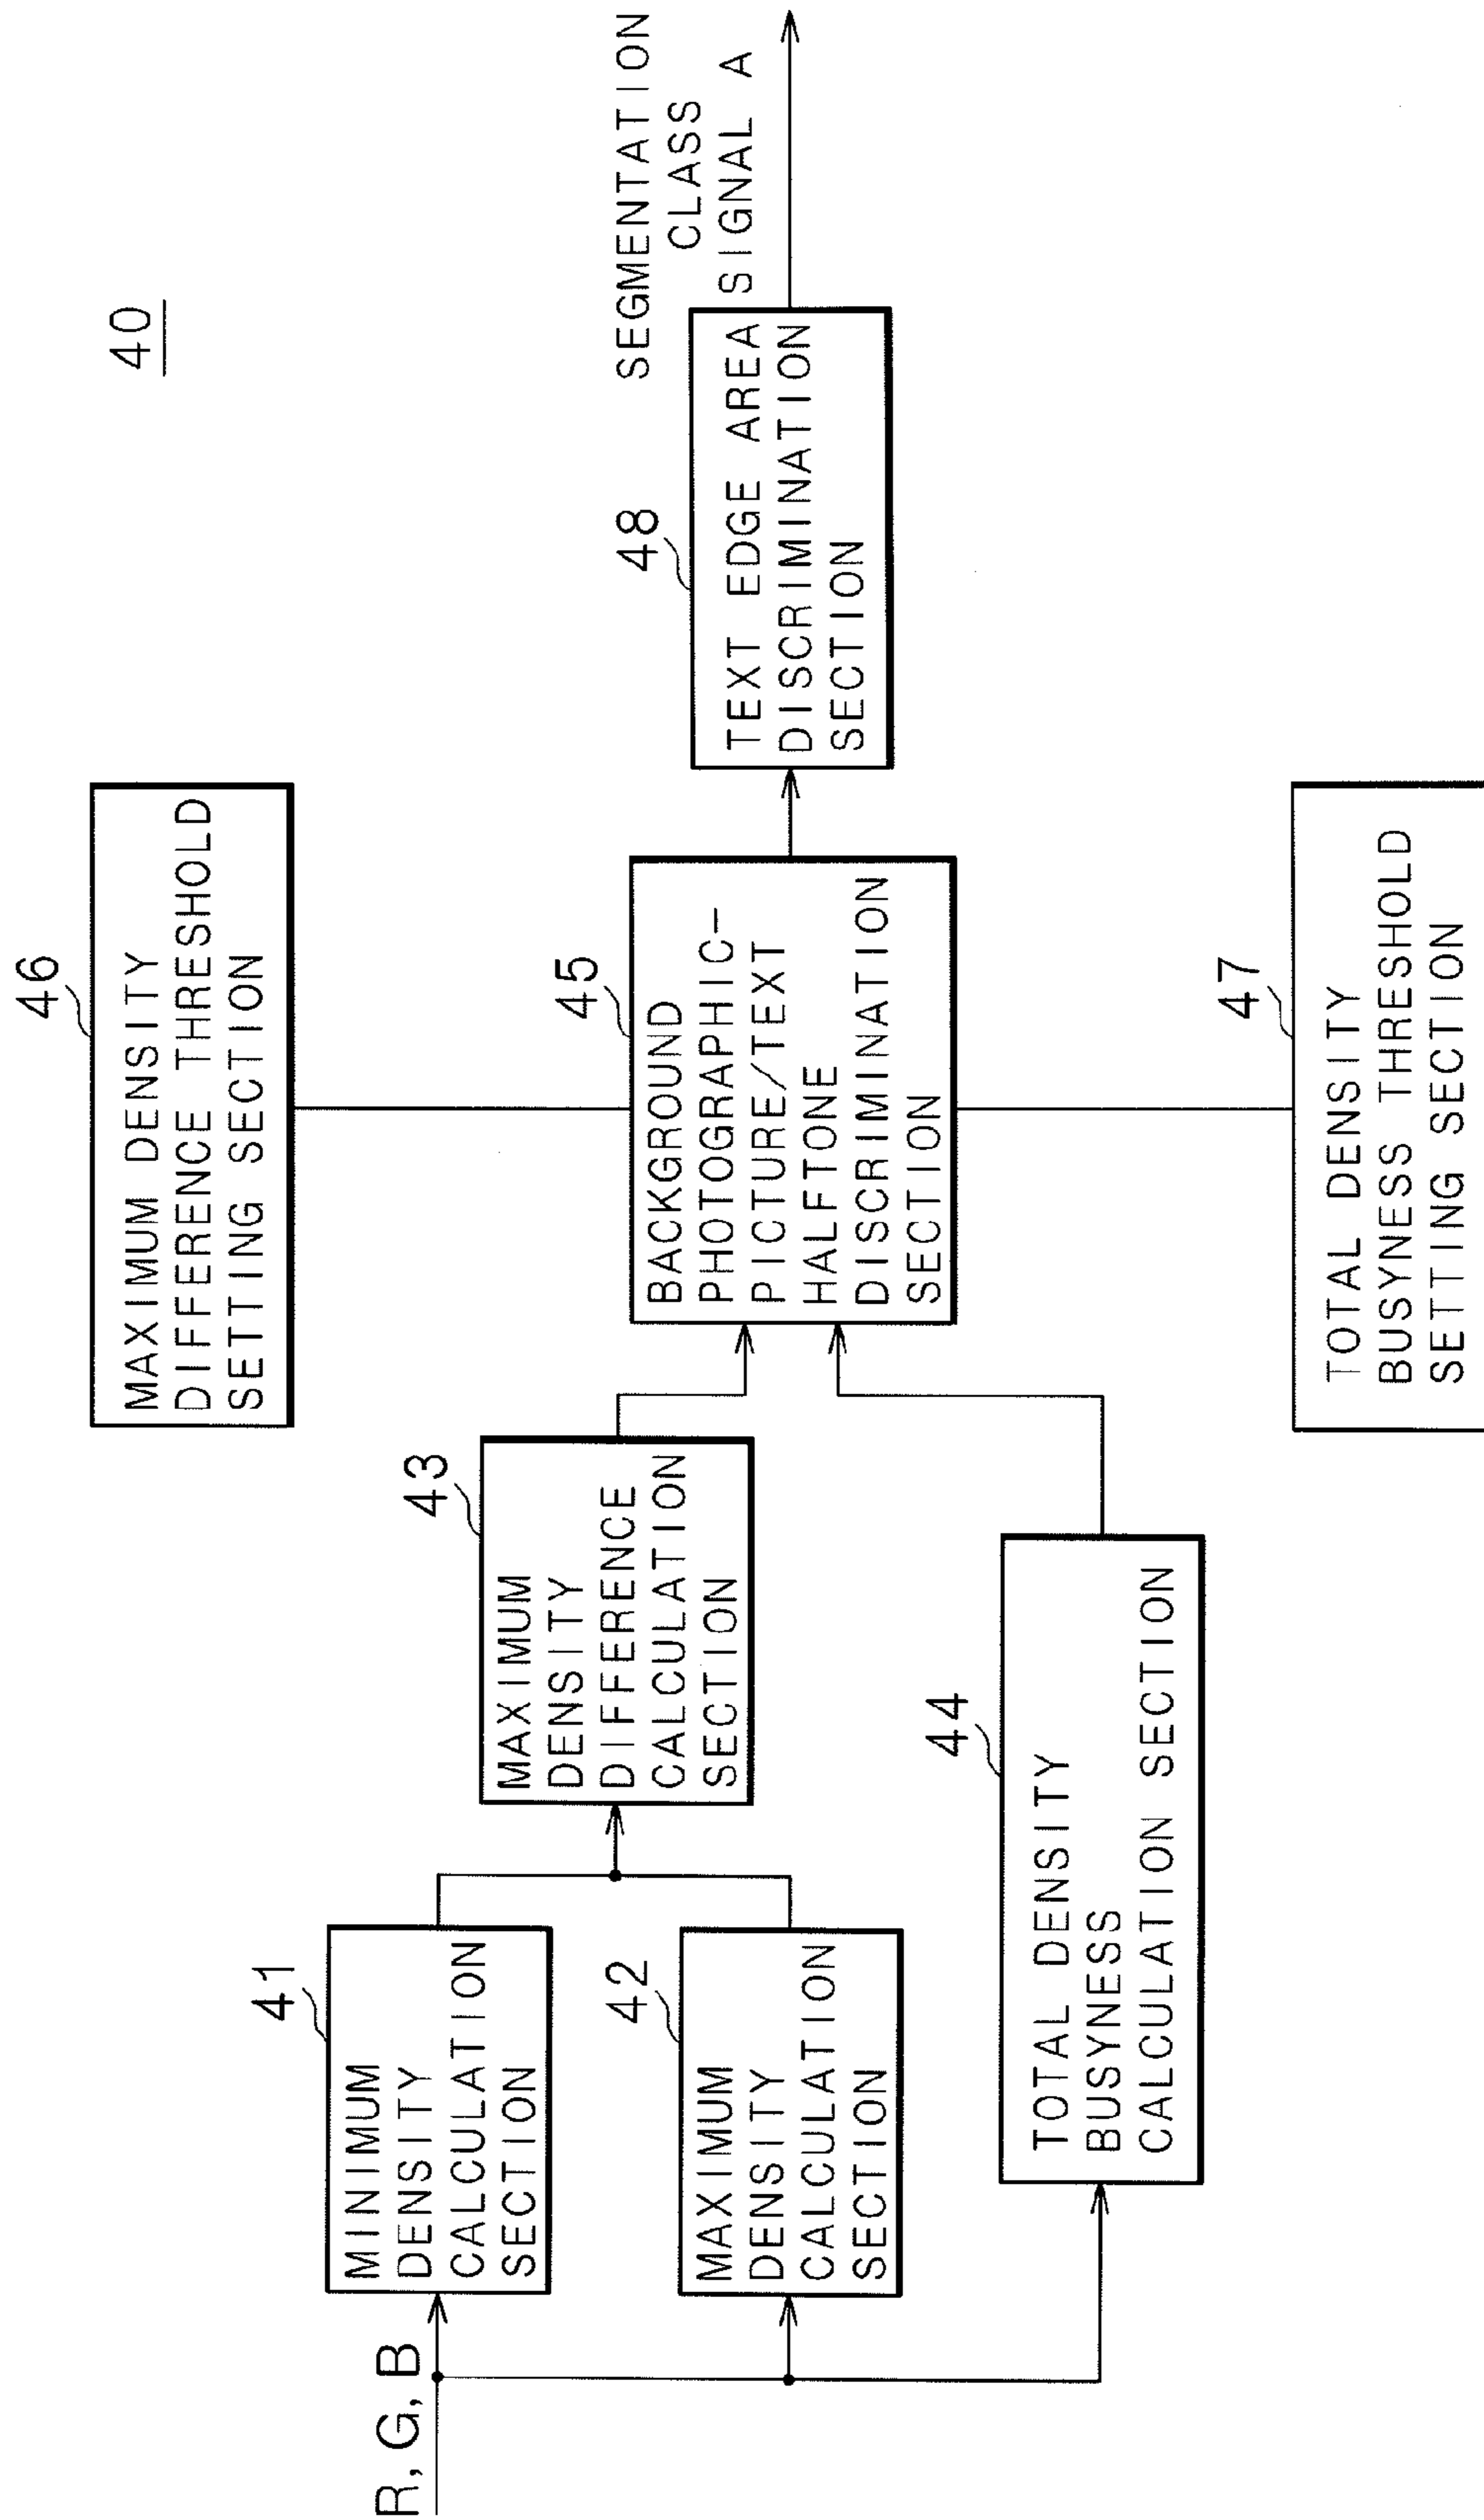 40
R, G, B
41
MINIMUM
DENSITY
CALCULATION
SECTION
42
MAXIMUM
DENSITY
CALCULATION
SECTION
43
MAXIMUM
DENSITY
DIFFERENCE
CALCULATION
SECTION
44
TOTAL DENSITY
BUSYNESS
CALCULATION SECTION
46
MAXIMUM DENSITY
DIFFERENCE THRESHOLD
SETTING SECTION
45
BACKGROUND
PHOTOGRAPHIC-
PICTURE/TEXT
HALFTONE
DISCRIMINATION
SECTION
47
TOTAL DENSITY
BUSYNESS THRESHOLD
SETTING SECTION
48
TEXT EDGE AREA
DISCRIMINATION
SECTION
SEGMENTATION
CLASS
SIGNAL A